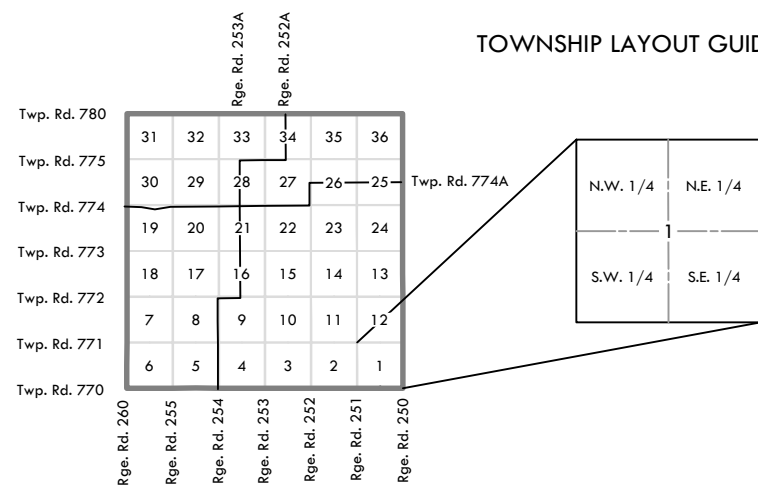 TOWNSHIP LAYOUT GUID
Rge. Rd. 253A
Rge. Rd. 252A
Twp. Rd. 780
31 32 33 34 35 36
Twp. Rd. 775
30 29 28 27 26 25
Twp. Rd. 774A
Twp. Rd. 774
19 20 21 22 23 24
Twp. Rd. 773
18 17 16 15 14 13
Twp. Rd. 772
7 8 9 10 11 12
Twp. Rd. 771
6 5 4 3 2 1
Twp. Rd. 770
Rge. Rd. 260
Rge. Rd. 255
Rge. Rd. 254
Rge. Rd. 253
Rge. Rd. 252
Rge. Rd. 251
Rge. Rd. 250
N.W. 1/4 N.E. 1/4
1
S.W. 1/4 S.E. 1/4